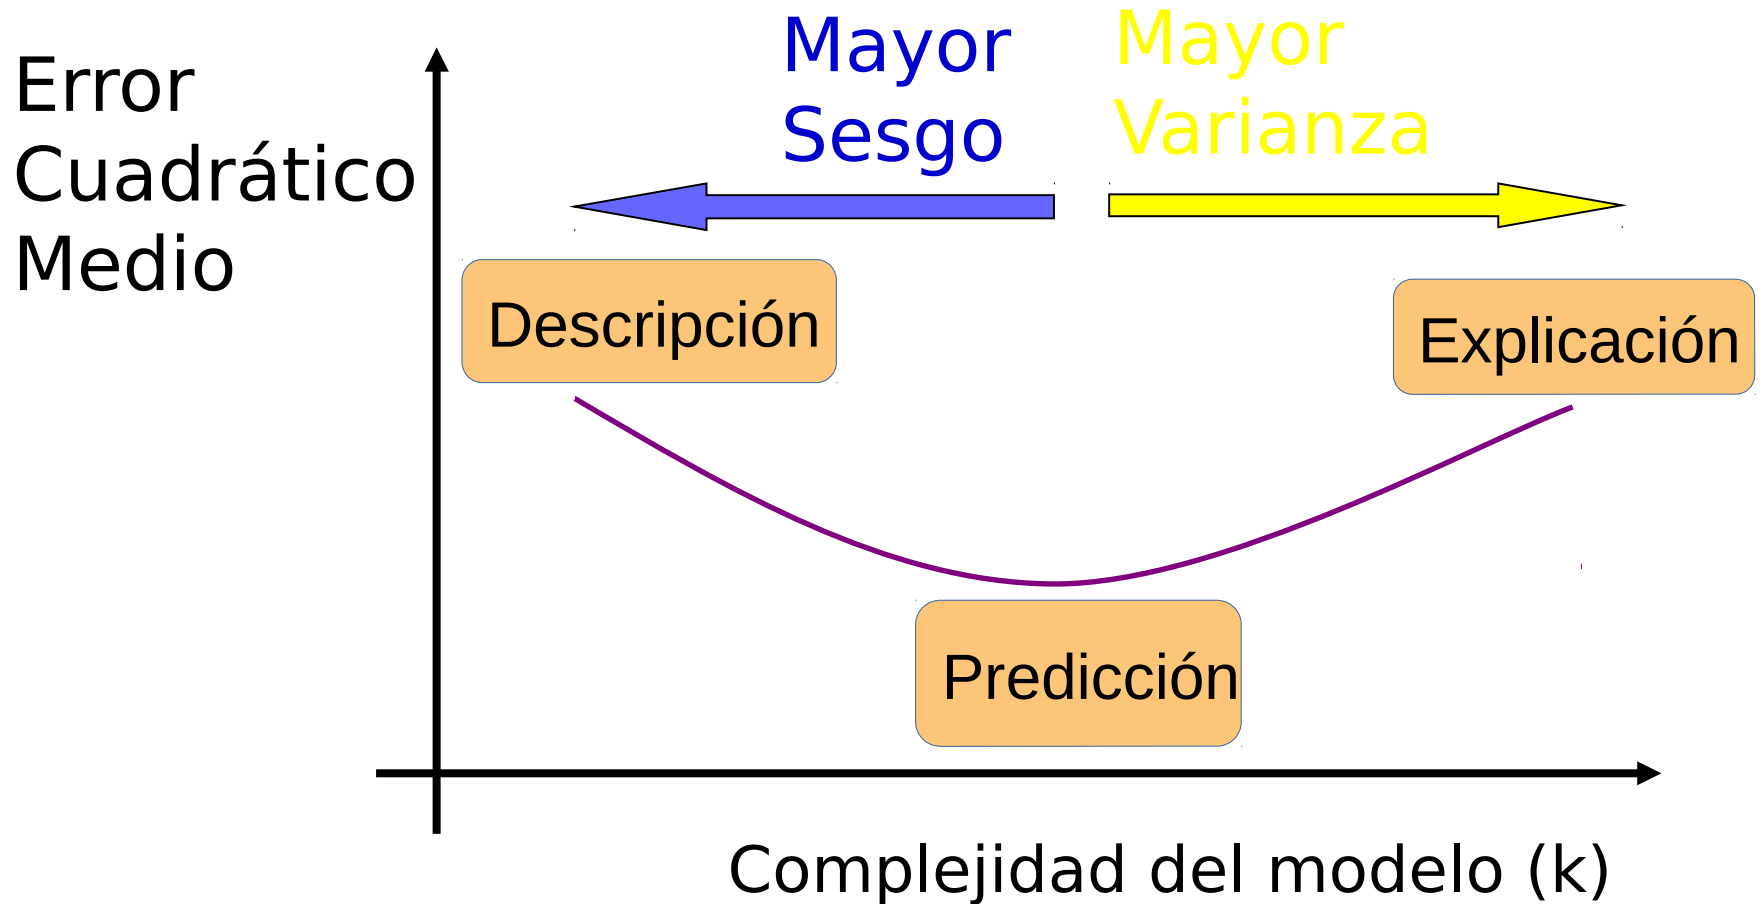 Error
Cuadrático
Medio
Mayor
Sesgo
Mayor
Varianza
Descripción
Explicación
Predicción
Complejidad del modelo (k)